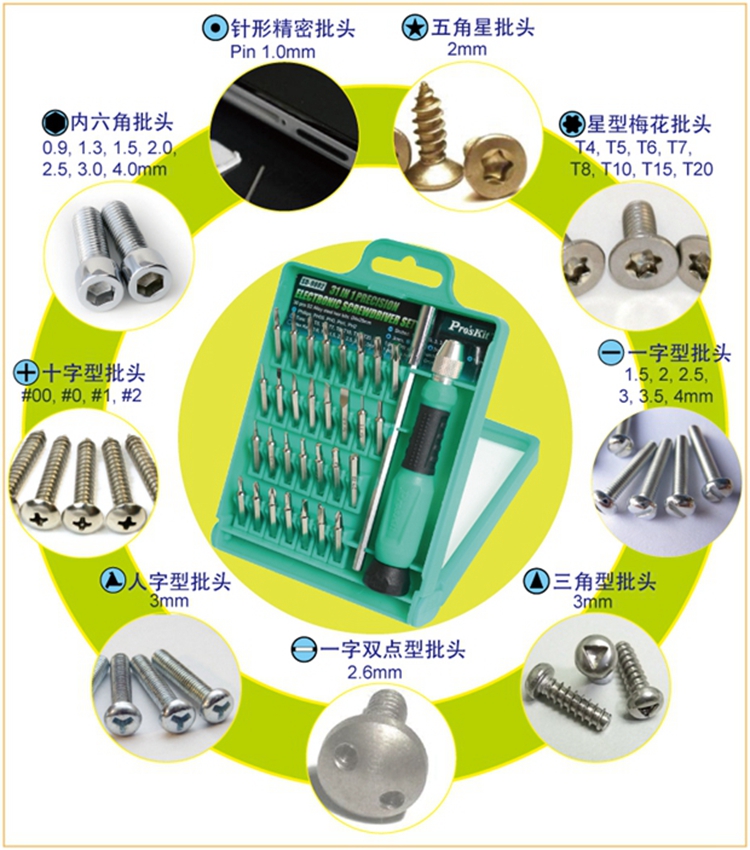 针形精密批头
Pin 1.0mm
五角星批头
2mm
内六角批头
0.9, 1.3, 1.5, 2.0,
2.5, 3.0, 4.0mm
星型梅花批头
T4, T5, T6, T7,
T8, T10, T15, T20
31 IN 1 PRECISION
ELECTRONIC SCREWDRIVER SET
Pro'sKit
十字型批头
#00, #0, #1, #2
一字型批头
1.5, 2, 2.5,
3, 3.5, 4mm
人字型批头
3mm
三角型批头
3mm
一字双点型批头
2.6mm